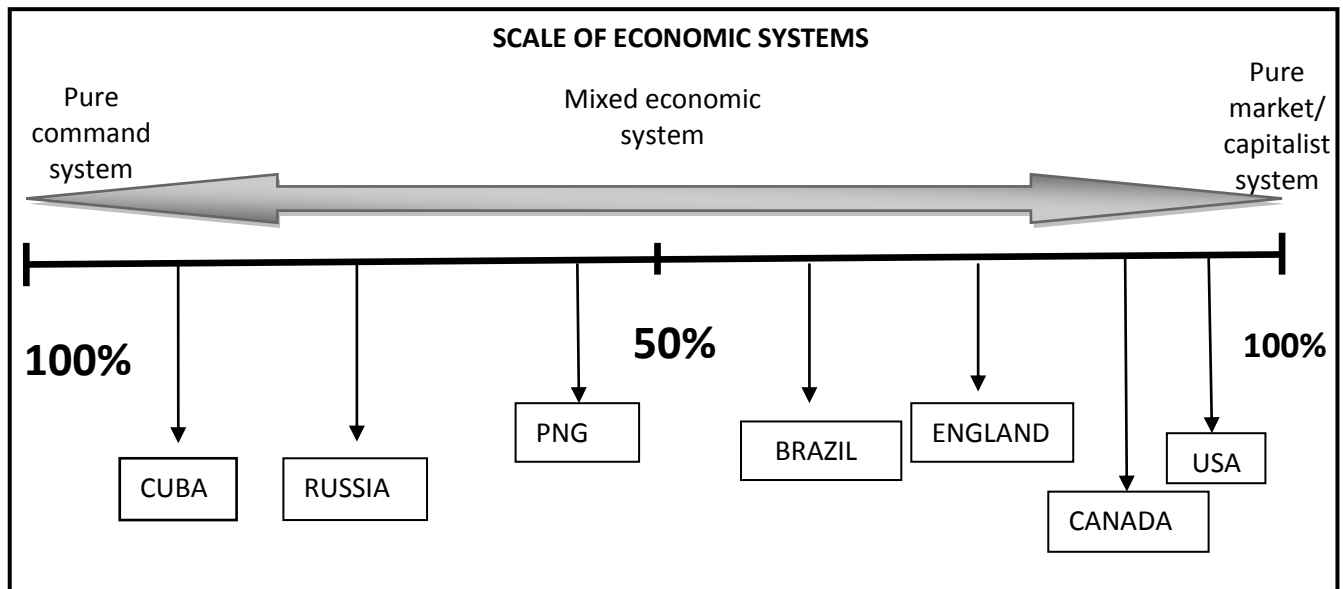 SCALE OF ECONOMIC SYSTEMS
Pure
command
system
Mixed economic
system
Pure
market/
capitalist
system
100%
50%
100%
CUBA
RUSSIA
PNG
BRAZIL
ENGLAND
CANADA
USA